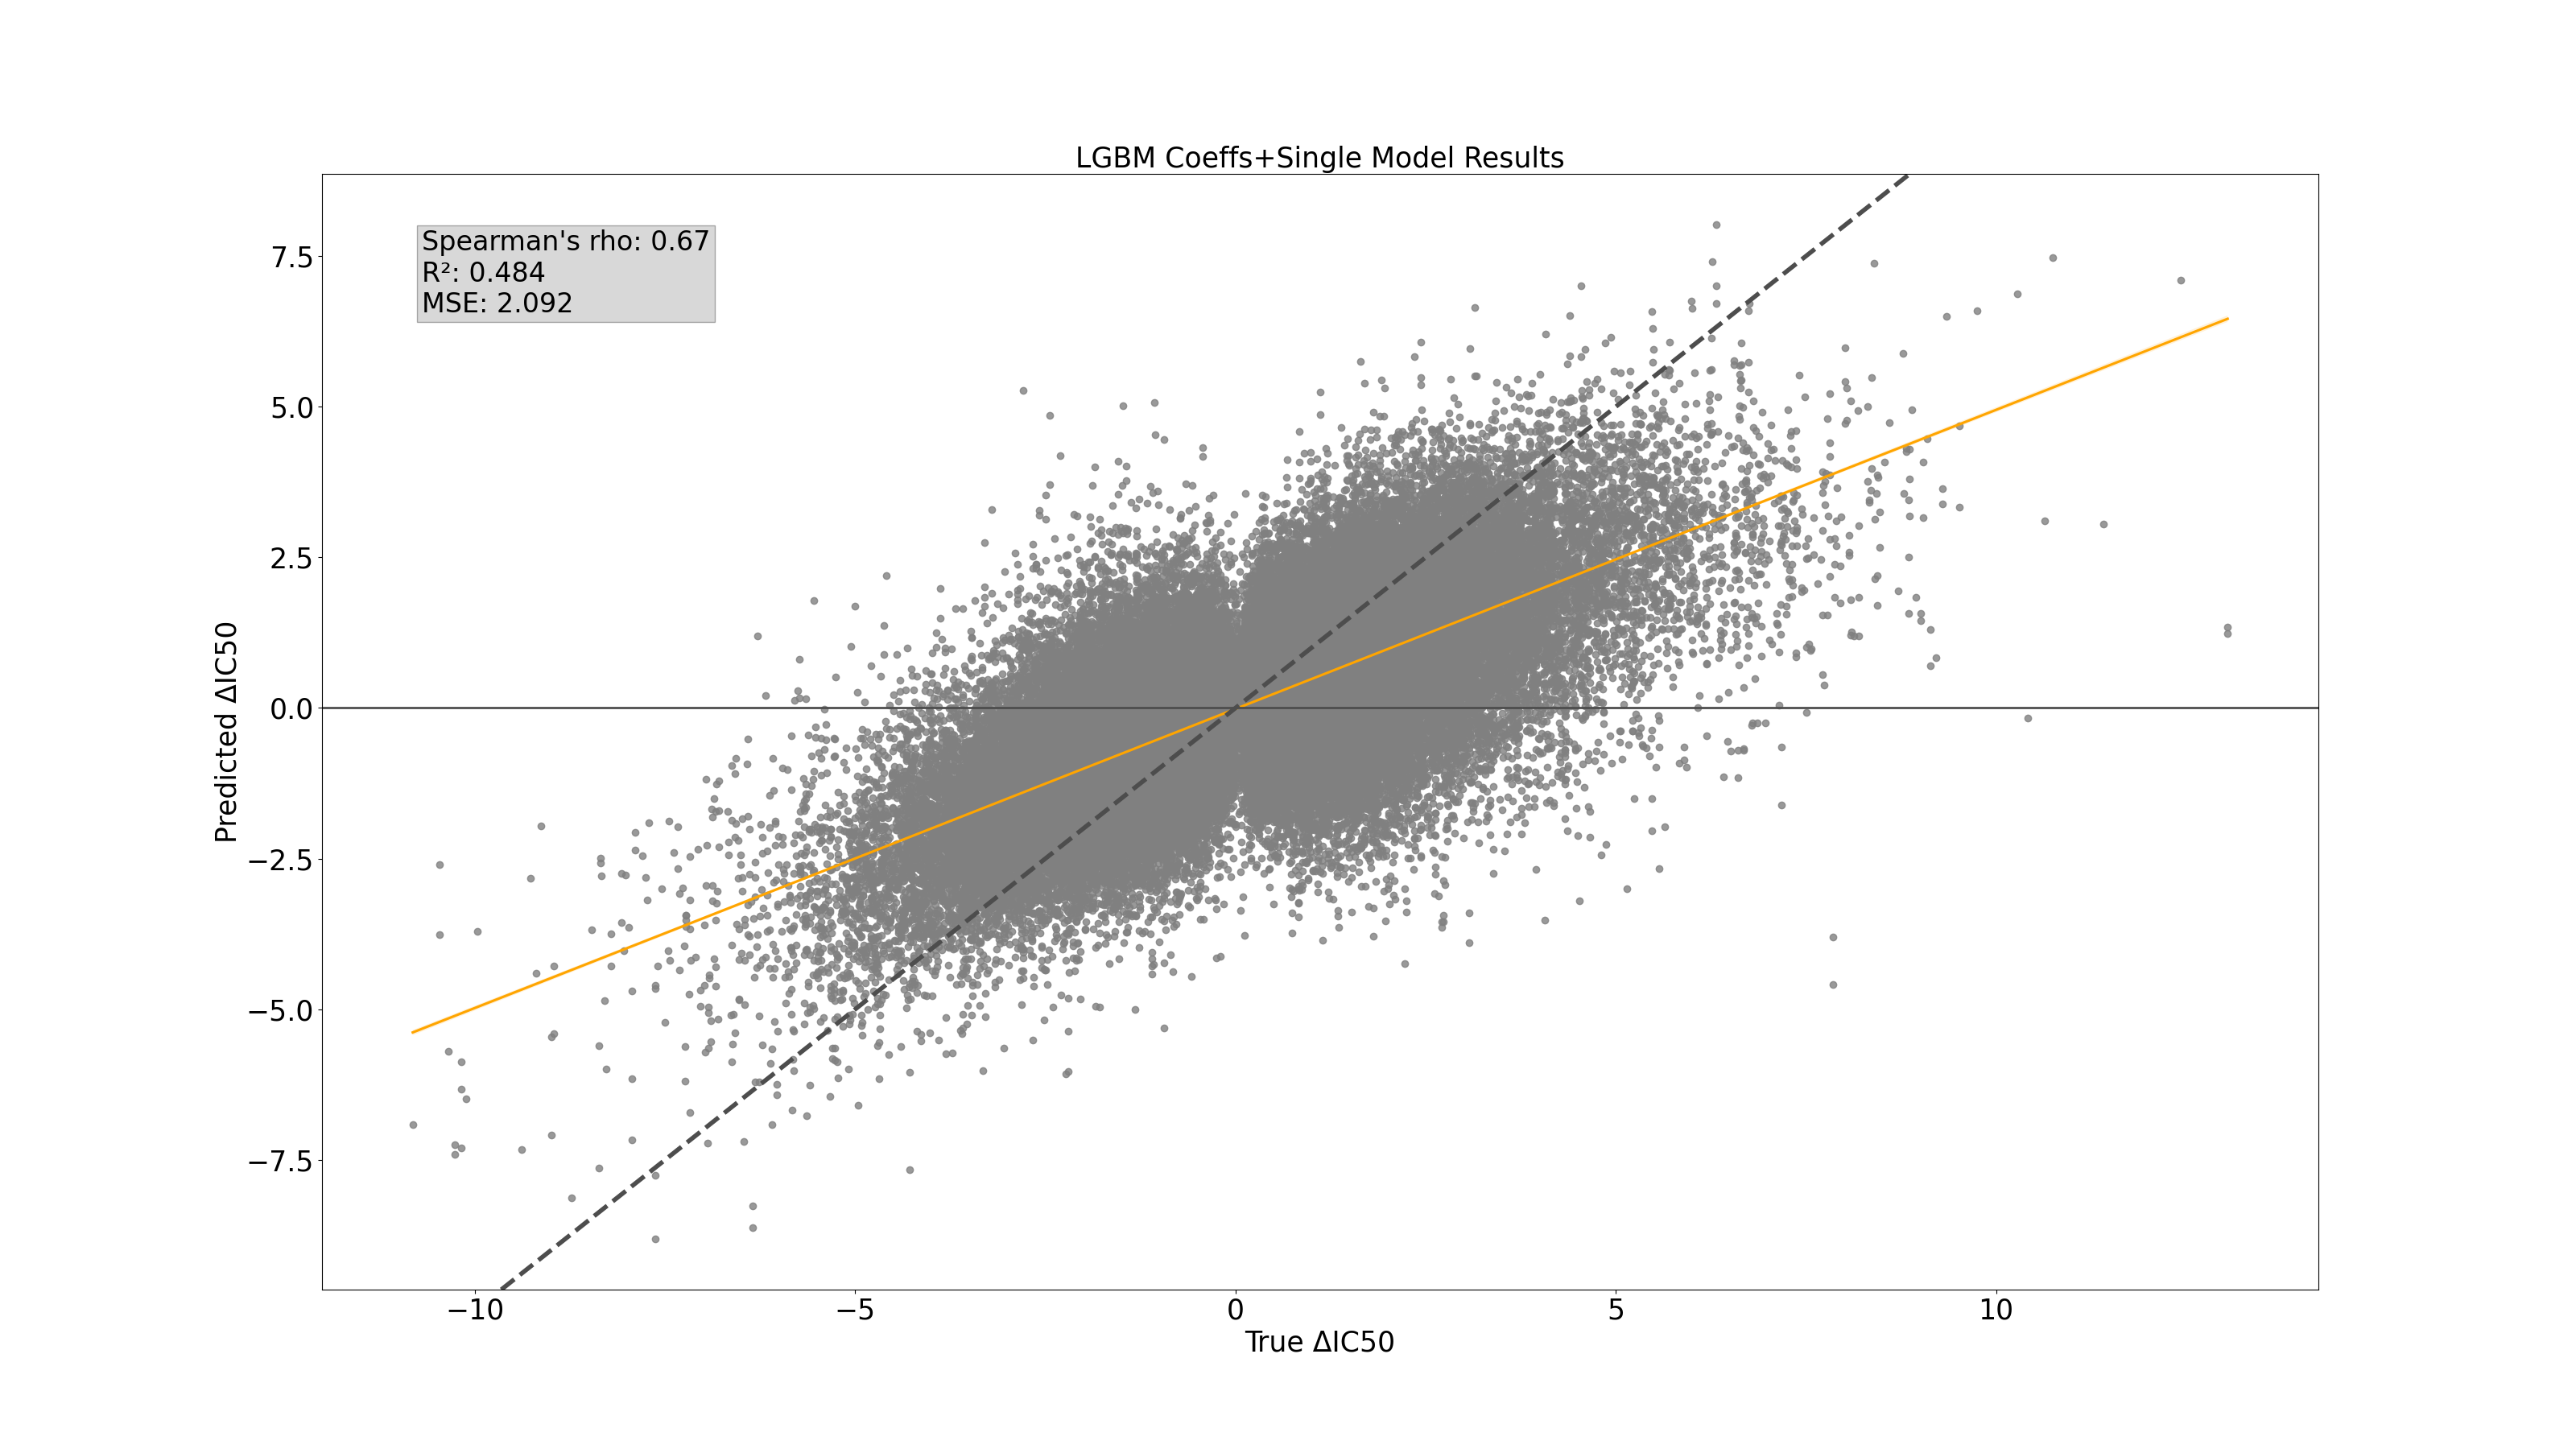 LGBM Coeffs+Single Model Results
Spearman's rho: 0.67
R²: 0.484
MSE: 2.092
7.5
5.0
2.5
0.0
−2.5
−5.0
−7.5
Predicted ΔIC50
−10
−5
0
5
10
True ΔIC50